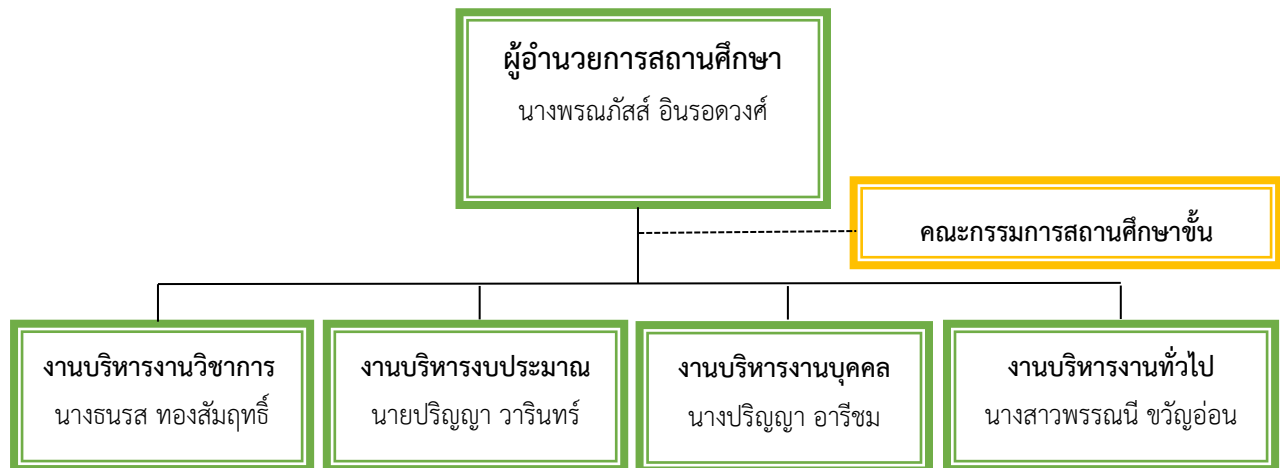 ผู้อำนวยการสถานศึกษา
นางพรณภัสส์ อินรอดวงศ์
คณะกรรมการสถานศึกษาขั้น
งานบริหารงานวิชาการ
นางธนรส ทองสัมฤทธิ์
งานบริหารงบประมาณ
นายปริญญา วารินทร์
งานบริหารงานบุคคล
นางปริญญา อารีชม
งานบริหารงานทั่วไป
นางสาวพรรณนี ขวัญอ่อน